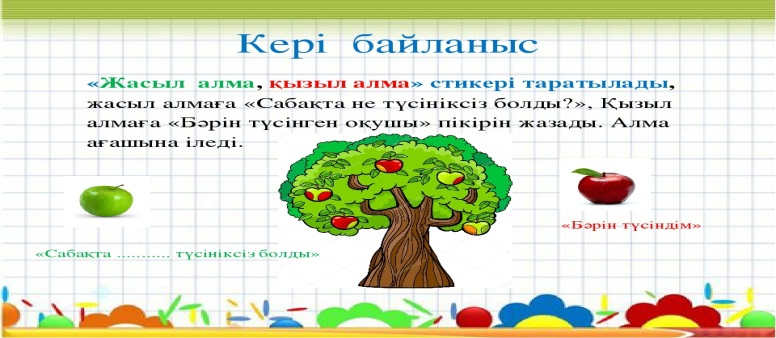 Кері байланыс
«Жасыл алма, қызыл алма» стикері таратылады,
жасыл алмаға «Сабақта не түсініксіз болды?», Қызыл
алмаға «Бәрін түсінген оқушы» пікірін жазады. Алма
ағашына іледі.
«Бәрін түсіндім»
«Сабақта ........... түсініксіз болды»